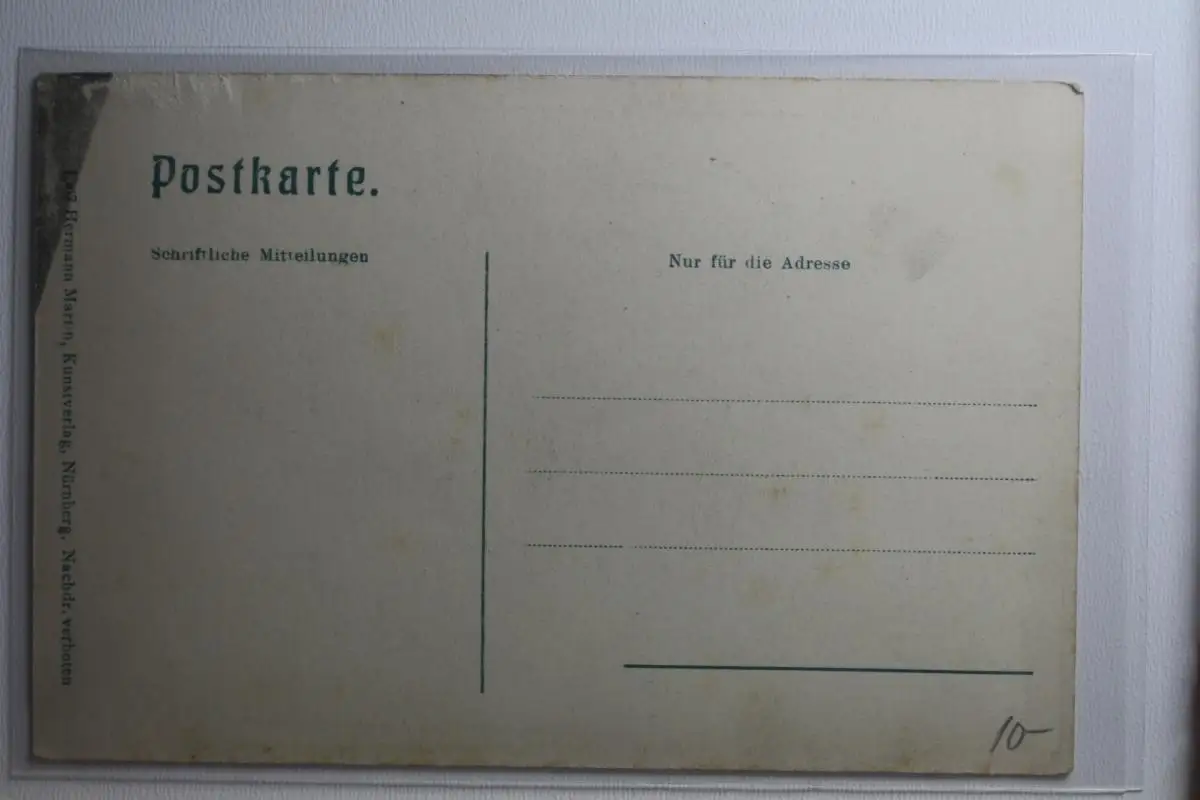 Postkarte.
Schriftliche Mitteilungen
Nur für die Adresse
Hermann Martin, Kunstverlag, Nürnberg, Nachdr. verboten
10-